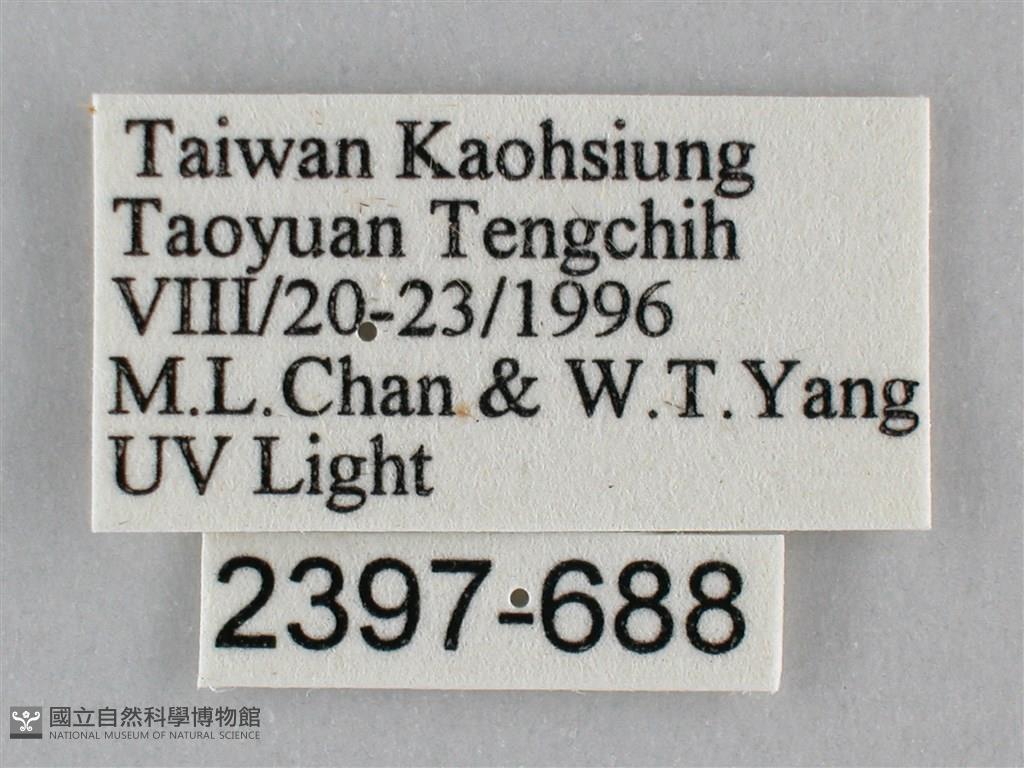 Taiwan Kaohsiung
Taoyuan Tengchih
VIII/20-23/1996
M.L.Chan & W.T.Yang
UV Light
2397-688
國立自然科學博物館
NATIONAL MUSEUM OF NATURAL SCIENCE